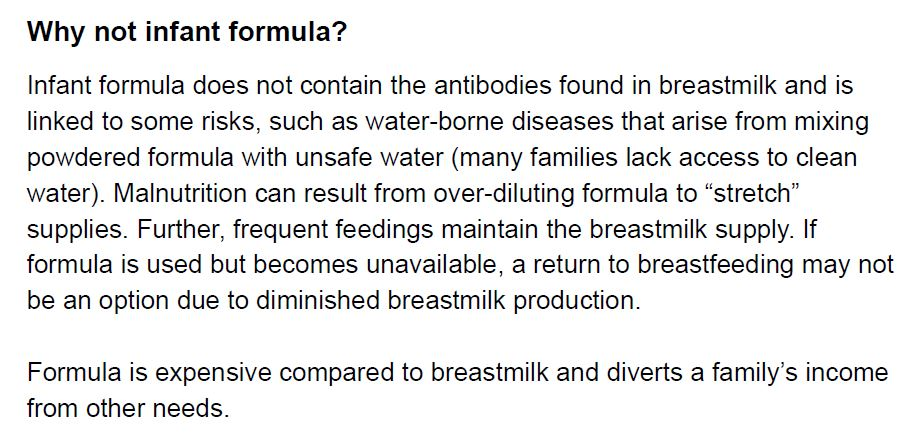 Why not infant formula?
Infant formula does not contain the antibodies found in breastmilk and is
linked to some risks, such as water-borne diseases that arise from mixing
powdered formula with unsafe water (many families lack access to clean
water). Malnutrition can result from over-diluting formula to “stretch”
supplies. Further, frequent feedings maintain the breastmilk supply. If
formula is used but becomes unavailable, a return to breastfeeding may not
be an option due to diminished breastmilk production.
Formula is expensive compared to breastmilk and diverts a family’s income
from other needs.